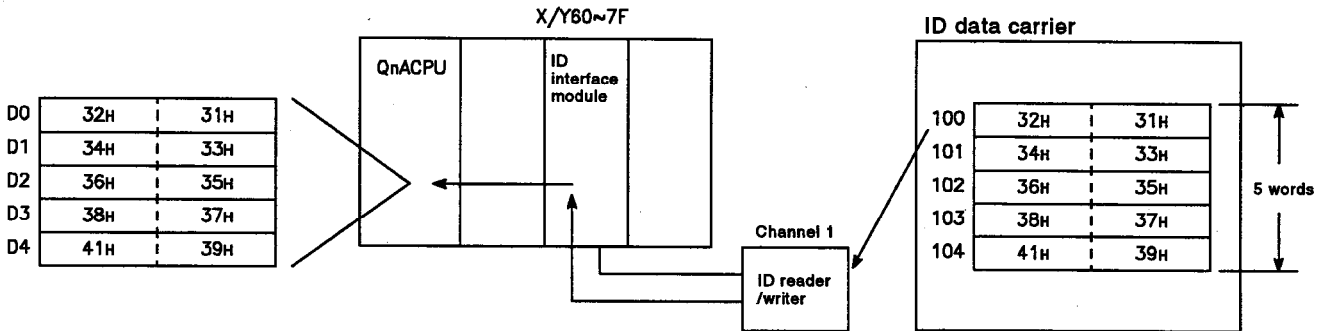 X/Y60~7F
QnACPU
ID
interface
module
D0 32H 31H
D1 34H 33H
D2 36H 35H
D3 38H 37H
D4 41H 39H
Channel 1
ID reader
/writer
ID data carrier
100 32H 31H
101 34H 33H
102 36H 35H
103 38H 37H
104 41H 39H
5 words